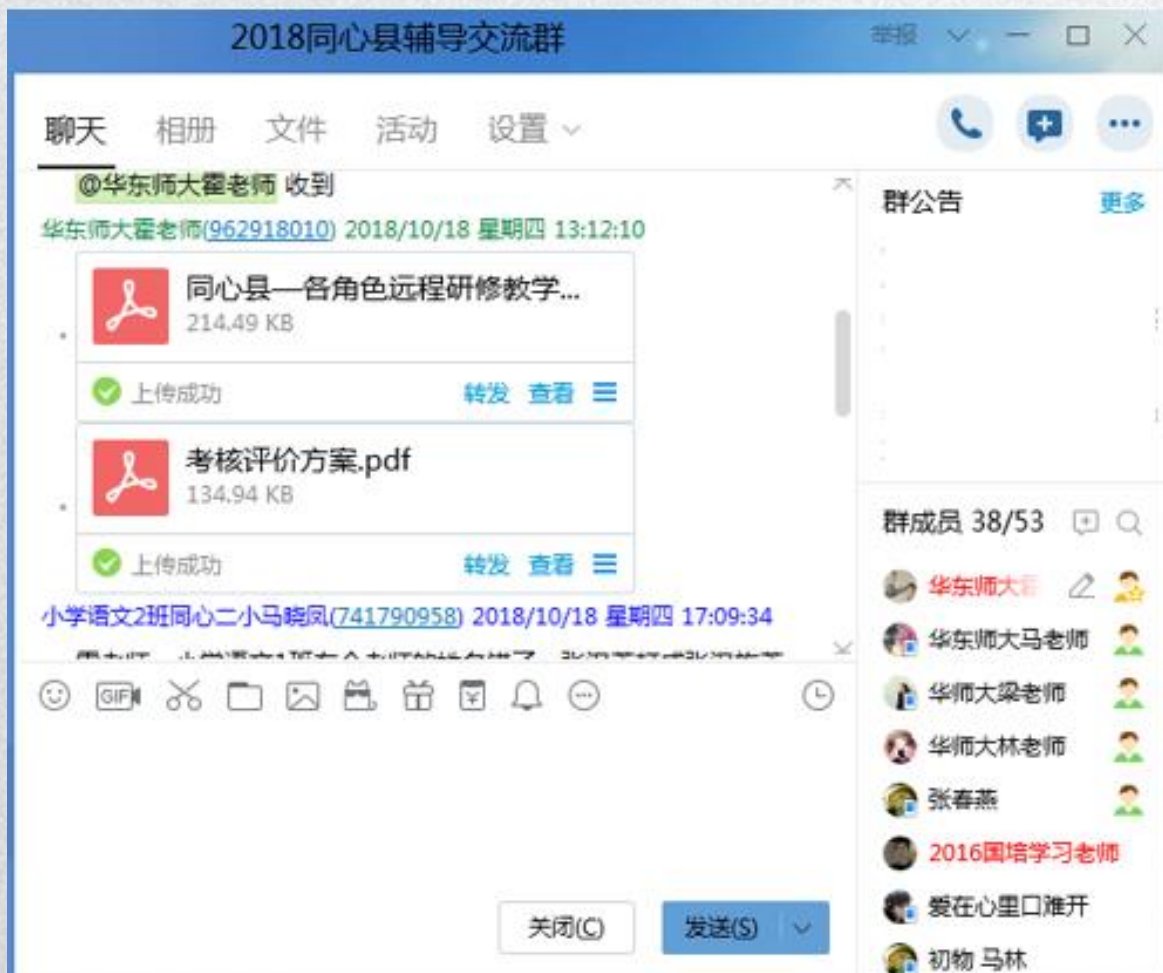 2018同心县辅导交流群
举报
聊天 相册 文件 活动 设置
@华东师大霍老师 收到
华东师大霍老师(962918010) 2018/10/18 星期四 13:12:10
同心县—各角色远程研修教学...
214.49 KB
上传成功 转发 查看
考核评价方案.pdf
134.94 KB
上传成功 转发 查看
小学语文2班同心二小马晓凤(741790958) 2018/10/18 星期四 17:09:34
GIF
关闭(C) 发送(S)
群公告 更多
群成员 38/53
华东师大霍
华东师大马老师
华师大梁老师
华师大林老师
张春燕
2016国培学习老师
爱在心里口难开
初物 马林